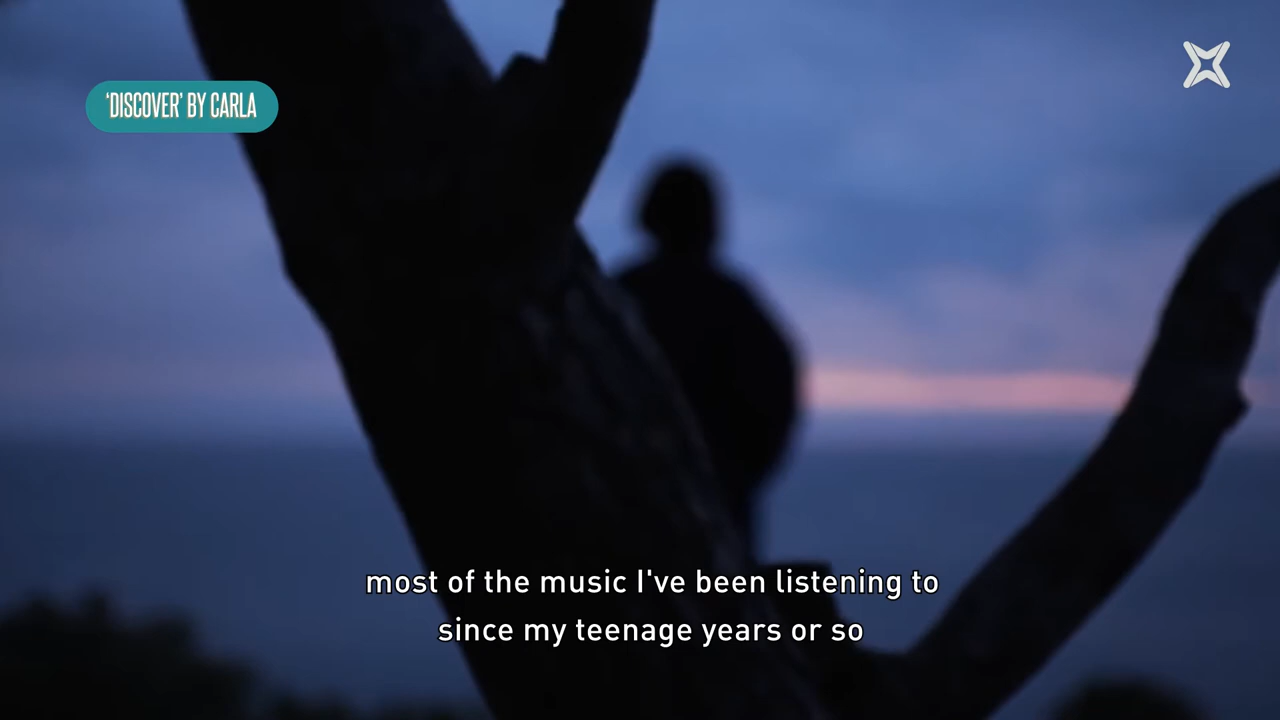 'DISCOVER' BY CARLA
most of the music I've been listening to
since my teenage years or so